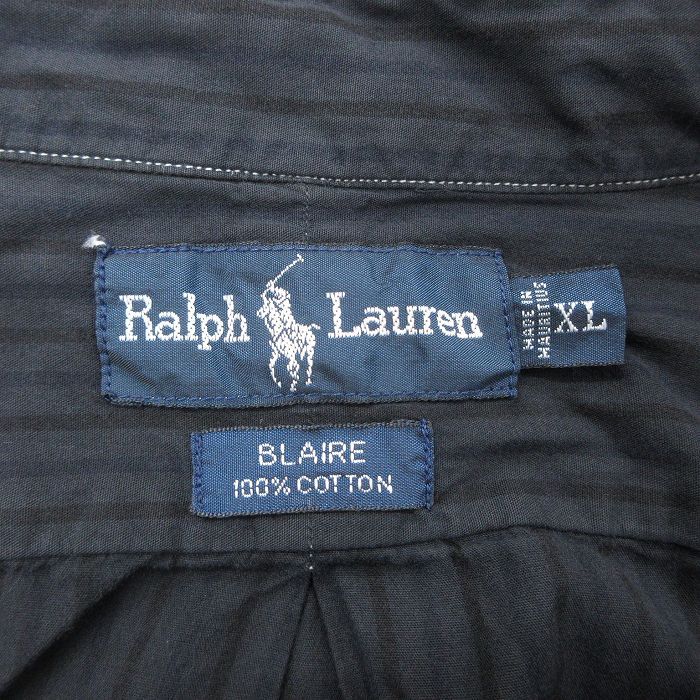 Ralph Lauren
MADE IN
MAURITIUS
XL
BLAIRE
100% COTTON